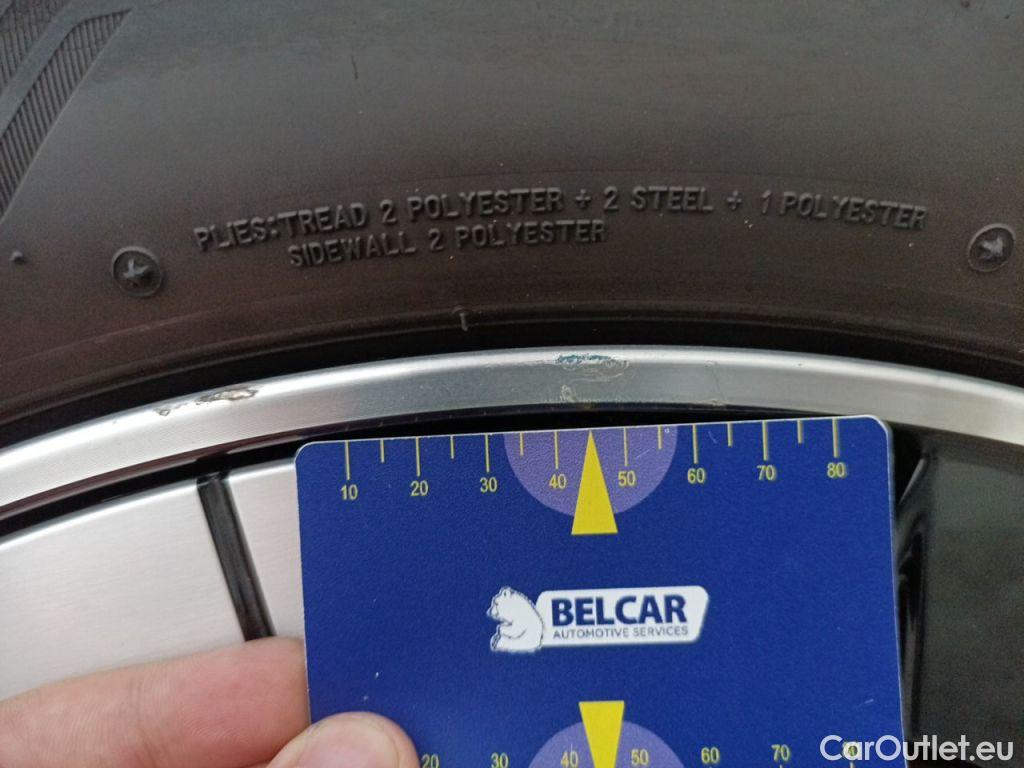 PLIES: TREAD 2 POLYESTER + 2 STEEL + 1 POLYESTER
SIDEWALL 2 POLYESTER
10 20 30 40 50 60 70 80
BELCAR
AUTOMOTIVE SERVICES
20 30 40 50 60 70 80
CarOutlet.eu